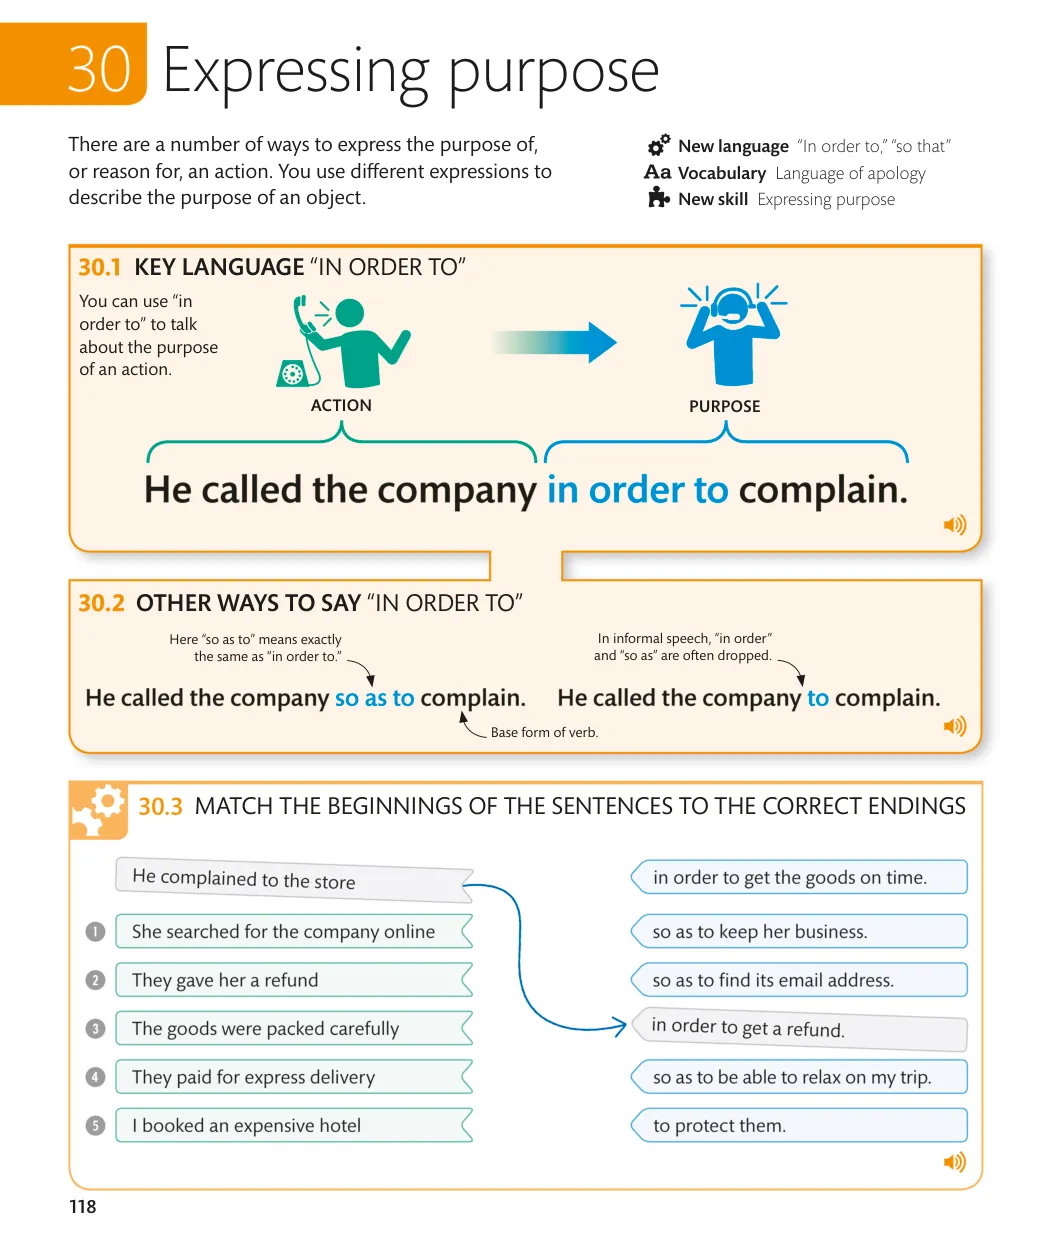 30 Expressing purpose
There are a number of ways to express the purpose of,
or reason for, an action. You use different expressions to
describe the purpose of an object.
New language "In order to," "so that"
Aa Vocabulary Language of apology
New skill Expressing purpose
30.1 KEY LANGUAGE "IN ORDER TO"
You can use "in
order to" to talk
about the purpose
of an action.
ACTION
PURPOSE
He called the company in order to complain.
30.2 OTHER WAYS TO SAY "IN ORDER TO"
Here "so as to" means exactly
the same as "in order to."
In informal speech, "in order"
and "so as" are often dropped.
He called the company so as to complain.
He called the company to complain.
Base form of verb.
30.3 MATCH THE BEGINNINGS OF THE SENTENCES TO THE CORRECT ENDINGS
He complained to the store
in order to get the goods on time.
1 She searched for the company online
so as to keep her business.
2 They gave her a refund
so as to find its email address.
3 The goods were packed carefully
in order to get a refund.
4 They paid for express delivery
so as to be able to relax on my trip.
5 I booked an expensive hotel
to protect them.
118